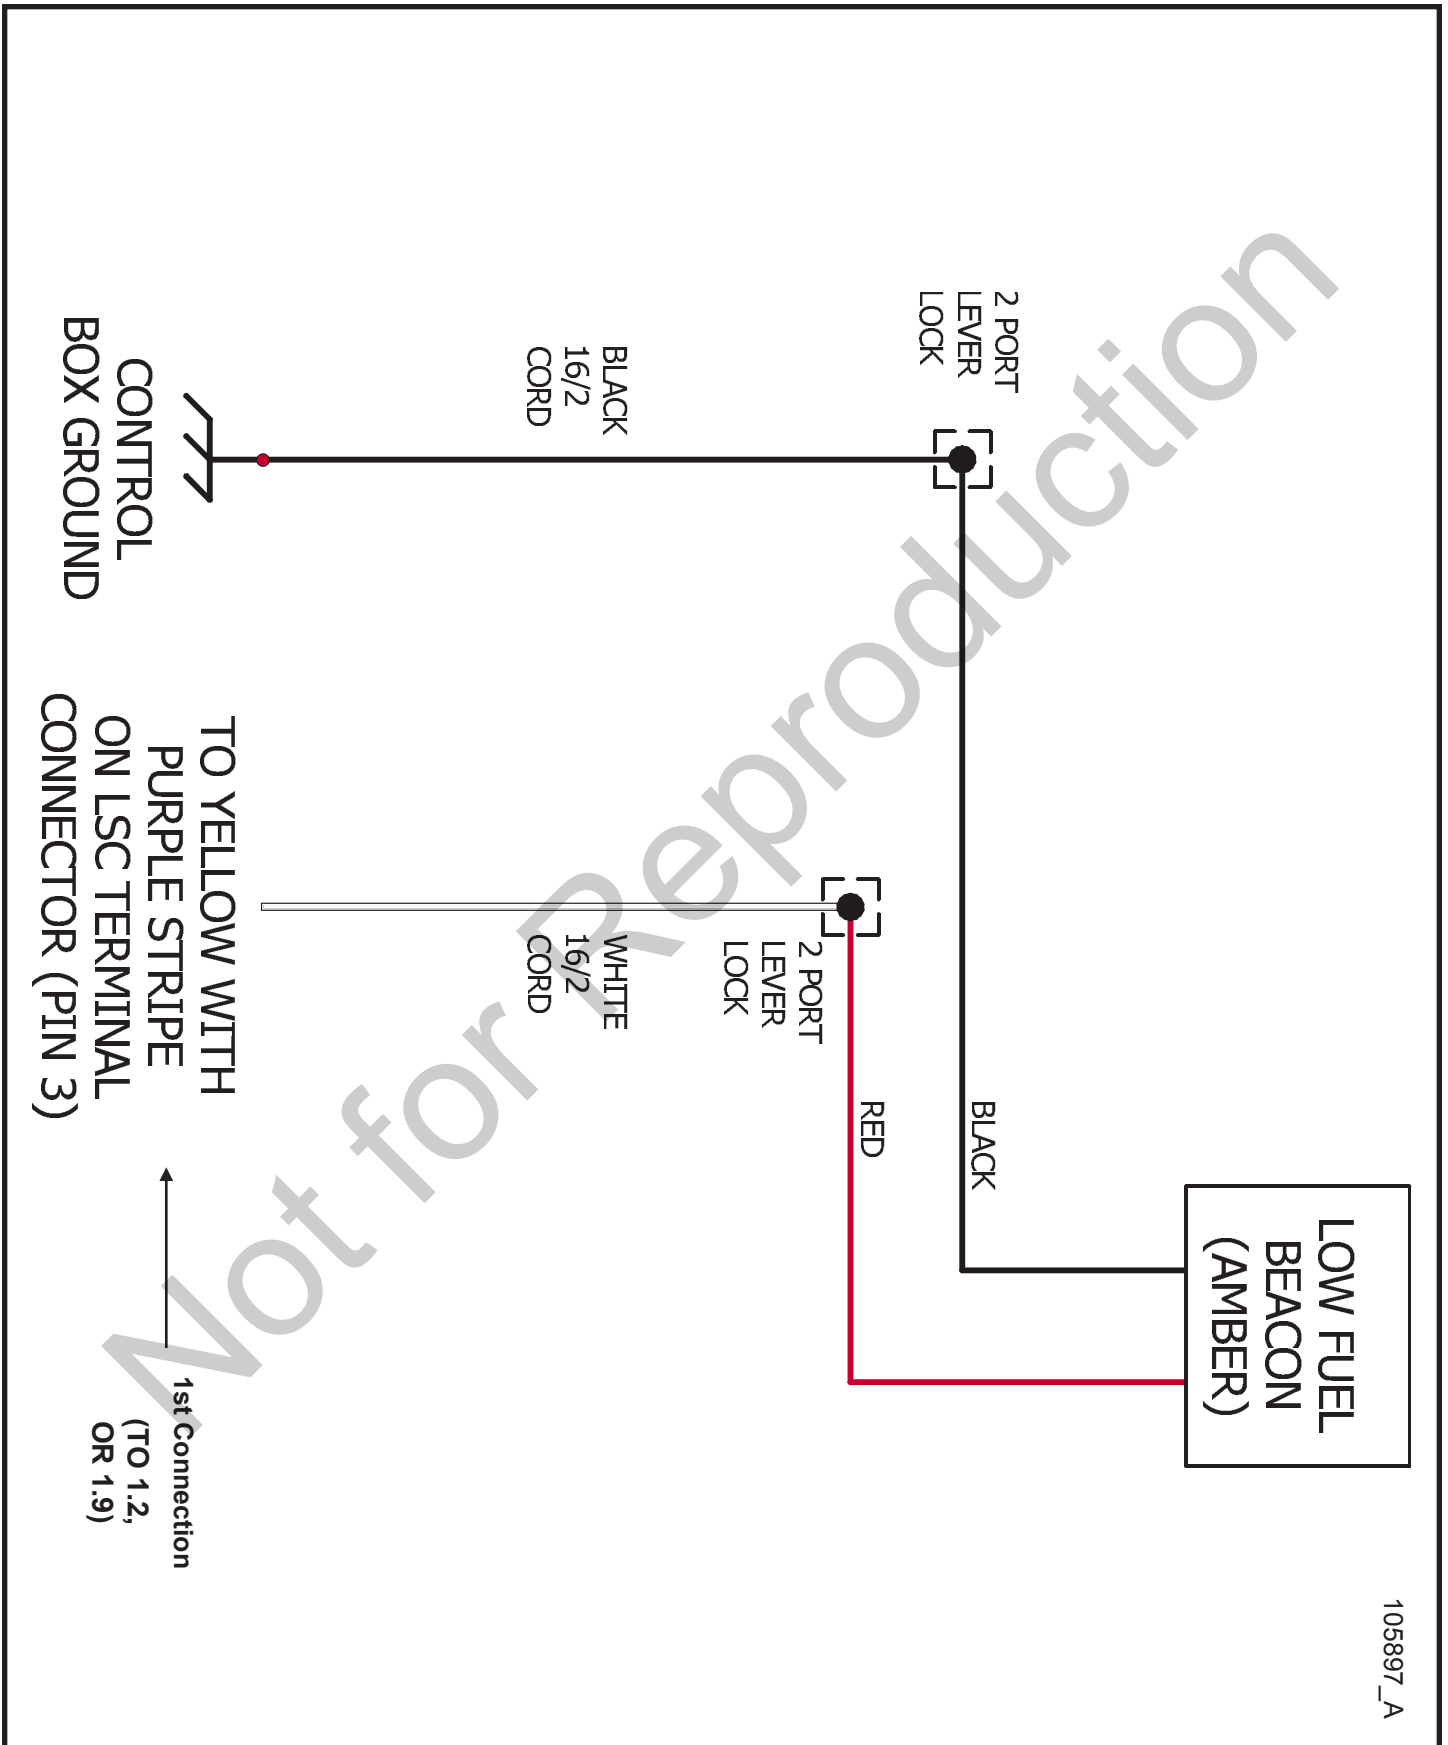 105897_A
LOW FUEL
BEACON
(AMBER)
2 PORT
LEVER
LOCK
BLACK
RED
2 PORT
LEVER
LOCK
BLACK
16/2
CORD
WHITE
16/2
CORD
CONTROL
BOX GROUND
TO YELLOW WITH
PURPLE STRIPE
ON LSC TERMINAL
CONNECTOR (PIN 3)
1st Connection
(TO 1.2,
OR 1.9)
Not for Reproduction